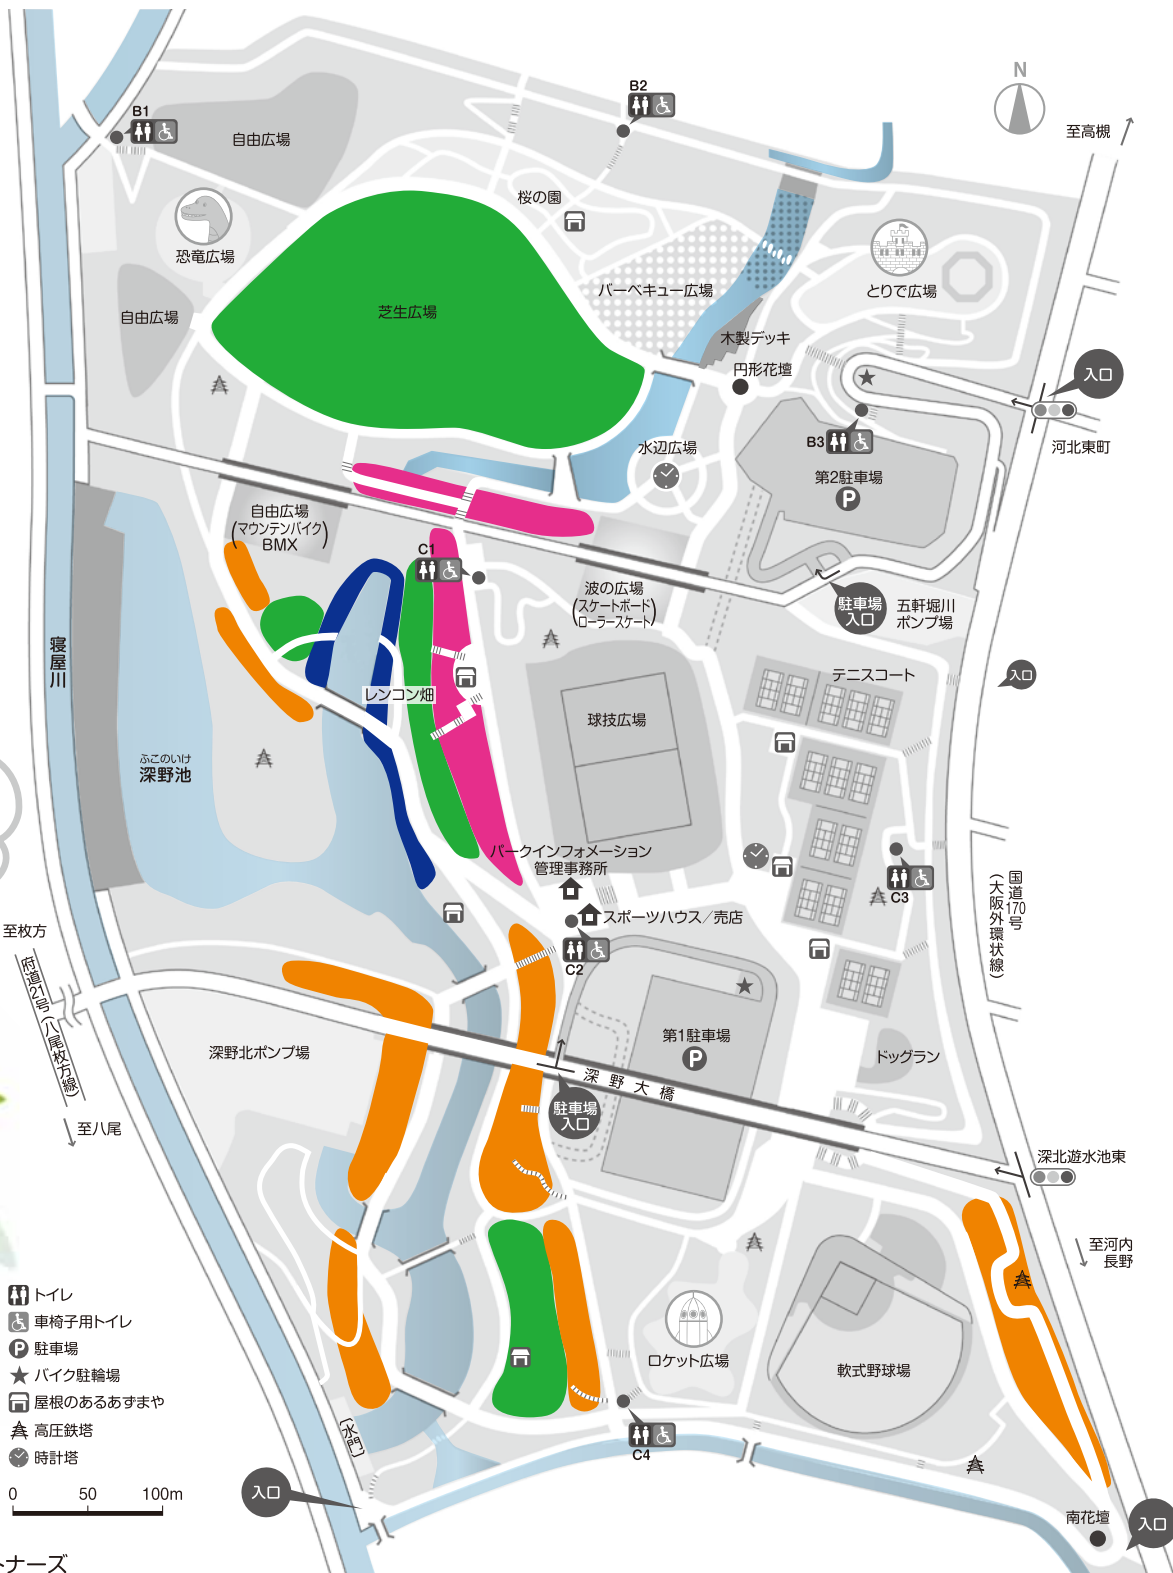 B1
B2
N
自由広場
至高槻
桜の園
恐竜広場
とりで広場
バーベキュー広場
自由広場
芝生広場
木製デッキ
円形花壇
入口
河北東町
B3
水辺広場
第2駐車場
P
自由広場
(マウンテンバイク)
BMX
C1
波の広場
(スケートボード
ローラースケート)
駐車場
入口
五軒堀川
ポンプ場
寝屋川
レンコン畑
テニスコート
入口
球技広場
ふこのいけ
深野池
パークインフォメーション
管理事務所
スポーツハウス/売店
C2
C3
国道170号
(大阪外環状線)
至枚方
府道21号(八尾枚方線)
至八尾
深野北ポンプ場
第1駐車場
P
ドッグラン
深野大橋
駐車場
入口
深北遊水池東
至河内
長野
ロケット広場
軟式野球場
C4
(水門)
入口
南花壇
入口
トイレ
車椅子用トイレ
P 駐車場
バイク駐輪場
屋根のあるあずまや
高圧鉄塔
時計塔
0 50 100m
トナーズ